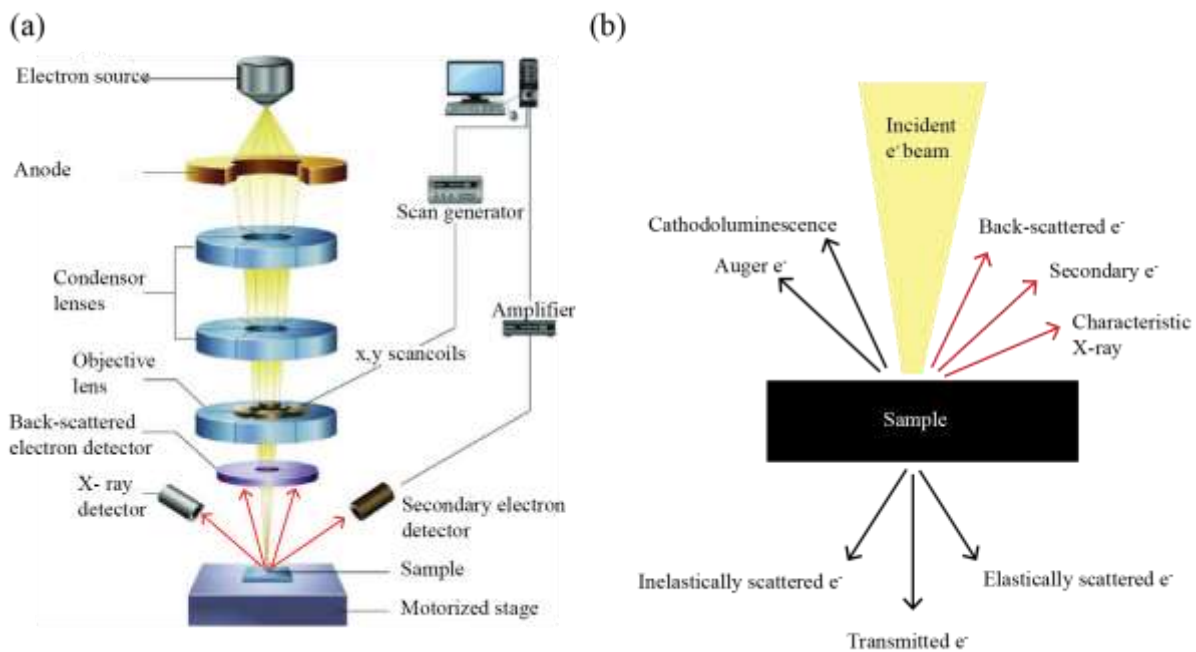 (a)
Electron source
Anode
Scan generator
Condensor
lenses
Amplifier
x,y scancoils
Objective
lens
Back-scattered
electron detector
X- ray
detector
Secondary electron
detector
Sample
Motorized stage
(b)
Incident
e⁻ beam
Cathodoluminescence
Back-scattered e⁻
Auger e⁻
Secondary e⁻
Characteristic
X-ray
Sample
Inelastically scattered e⁻
Elastically scattered e⁻
Transmitted e⁻